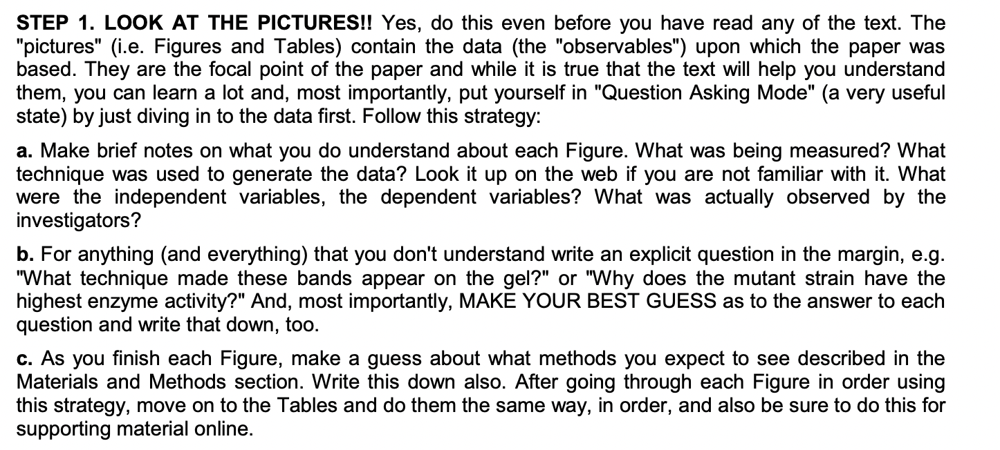 STEP 1. LOOK AT THE PICTURES!! Yes, do this even before you have read any of the text. The
"pictures" (i.e. Figures and Tables) contain the data (the "observables") upon which the paper was
based. They are the focal point of the paper and while it is true that the text will help you understand
them, you can learn a lot and, most importantly, put yourself in "Question Asking Mode" (a very useful
state) by just diving in to the data first. Follow this strategy:
a. Make brief notes on what you do understand about each Figure. What was being measured? What
technique was used to generate the data? Look it up on the web if you are not familiar with it. What
were the independent variables, the dependent variables? What was actually observed by the
investigators?
b. For anything (and everything) that you don't understand write an explicit question in the margin, e.g.
"What technique made these bands appear on the gel?" or "Why does the mutant strain have the
highest enzyme activity?" And, most importantly, MAKE YOUR BEST GUESS as to the answer to each
question and write that down, too.
c. As you finish each Figure, make a guess about what methods you expect to see described in the
Materials and Methods section. Write this down also. After going through each Figure in order using
this strategy, move on to the Tables and do them the same way, in order, and also be sure to do this for
supporting material online.